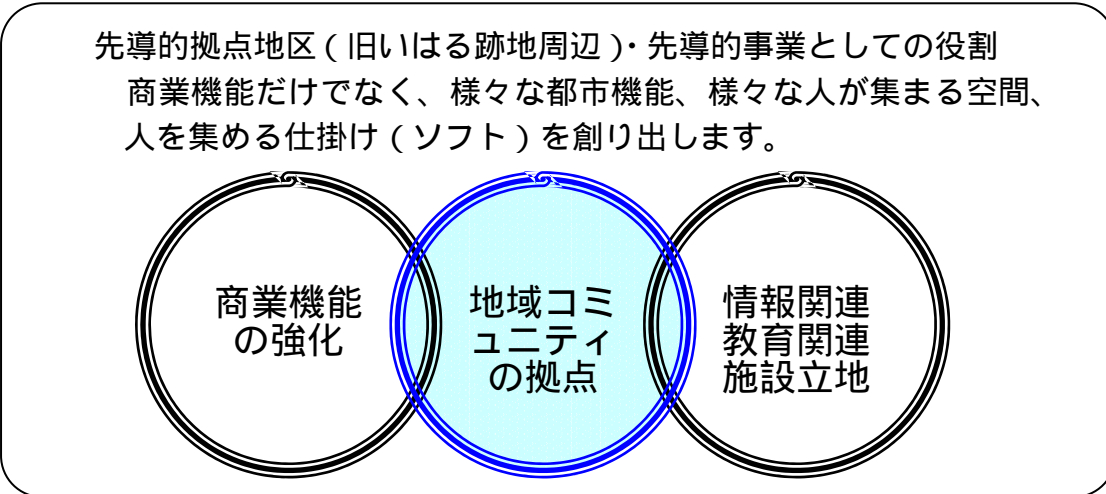 先導的拠点地区(旧いはる跡地周辺)・先導的事業としての役割
商業機能だけでなく、様々な都市機能、様々な人が集まる空間、
人を集める仕掛け(ソフト)を創り出します。
商業機能
の強化
地域コミ
ュニティ
の拠点
情報関連
教育関連
施設立地